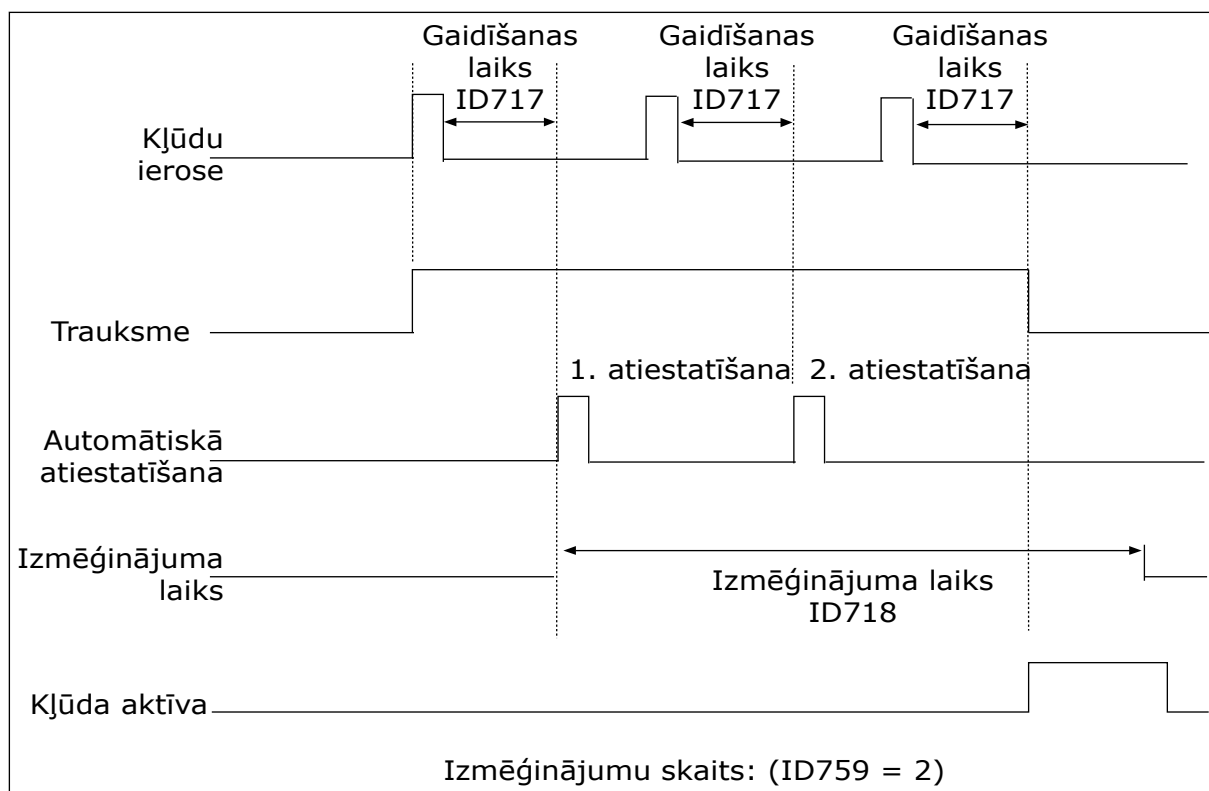 Gaidīšanas
laiks
ID717
Gaidīšanas
laiks
ID717
Gaidīšanas
laiks
ID717
Kļūdu
ierose
Trauksme
1. atiestatīšana
2. atiestatīšana
Automātiskā
atiestatīšana
Izmēģinājuma
laiks
Izmēģinājuma laiks
ID718
Kļūda aktīva
Izmēģinājumu skaits: (ID759 = 2)